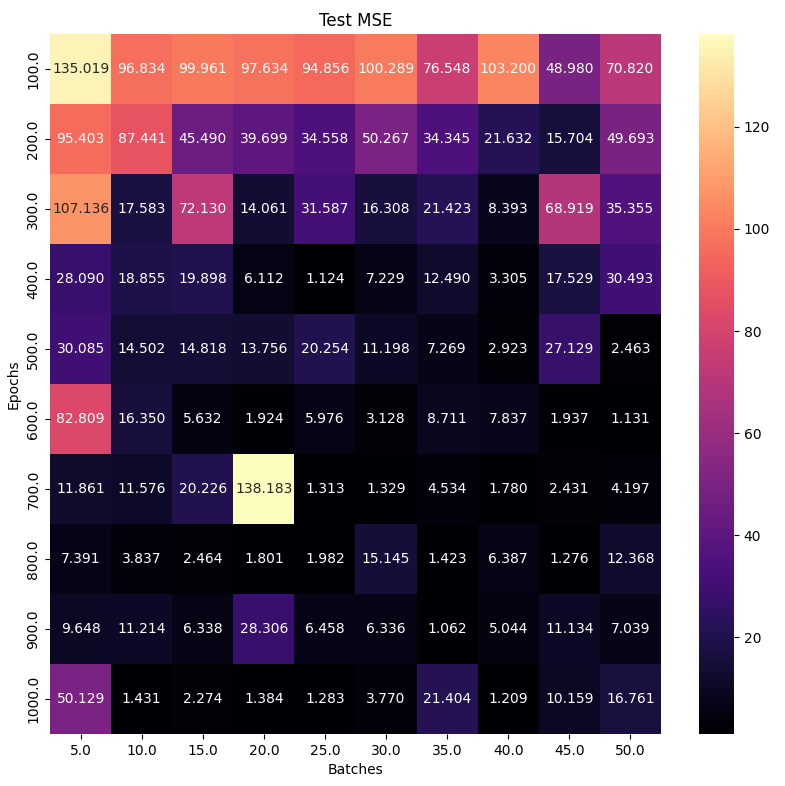 Test MSE
100.0 135.019 96.834 99.961 97.634 94.856 100.289 76.548 103.200 48.980 70.820
200.0 95.403 87.441 45.490 39.699 34.558 50.267 34.345 21.632 15.704 49.693
300.0 107.136 17.583 72.130 14.061 31.587 16.308 21.423 8.393 68.919 35.355
400.0 28.090 18.855 19.898 6.112 1.124 7.229 12.490 3.305 17.529 30.493
500.0 30.085 14.502 14.818 13.756 20.254 11.198 7.269 2.923 27.129 2.463
600.0 82.809 16.350 5.632 1.924 5.976 3.128 8.711 7.837 1.937 1.131
700.0 11.861 11.576 20.226 138.183 1.313 1.329 4.534 1.780 2.431 4.197
800.0 7.391 3.837 2.464 1.801 1.982 15.145 1.423 6.387 1.276 12.368
900.0 9.648 11.214 6.338 28.306 6.458 6.336 1.062 5.044 11.134 7.039
1000.0 50.129 1.431 2.274 1.384 1.283 3.770 21.404 1.209 10.159 16.761
5.0 10.0 15.0 20.0 25.0 30.0 35.0 40.0 45.0 50.0
Batches
Epochs
120
100
80
60
40
20